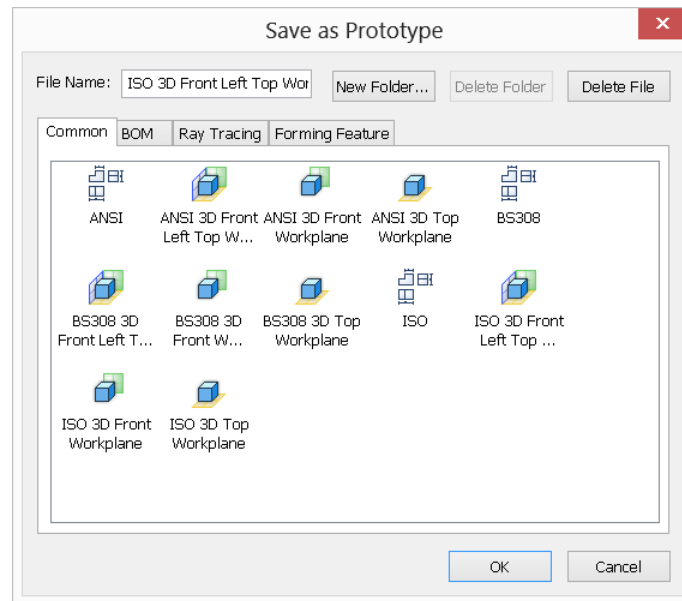 Save as Prototype
File Name: ISO 3D Front Left Top Wor New Folder... Delete Folder Delete File
Common BOM Ray Tracing Forming Feature
ANSI
ANSI 3D Front
Left Top W...
ANSI 3D Front
Workplane
ANSI 3D Top
Workplane
BS308
BS308 3D
Front Left T...
BS308 3D
Front W...
BS308 3D Top
Workplane
ISO
ISO 3D Front
Left Top ...
ISO 3D Front
Workplane
ISO 3D Top
Workplane
OK Cancel